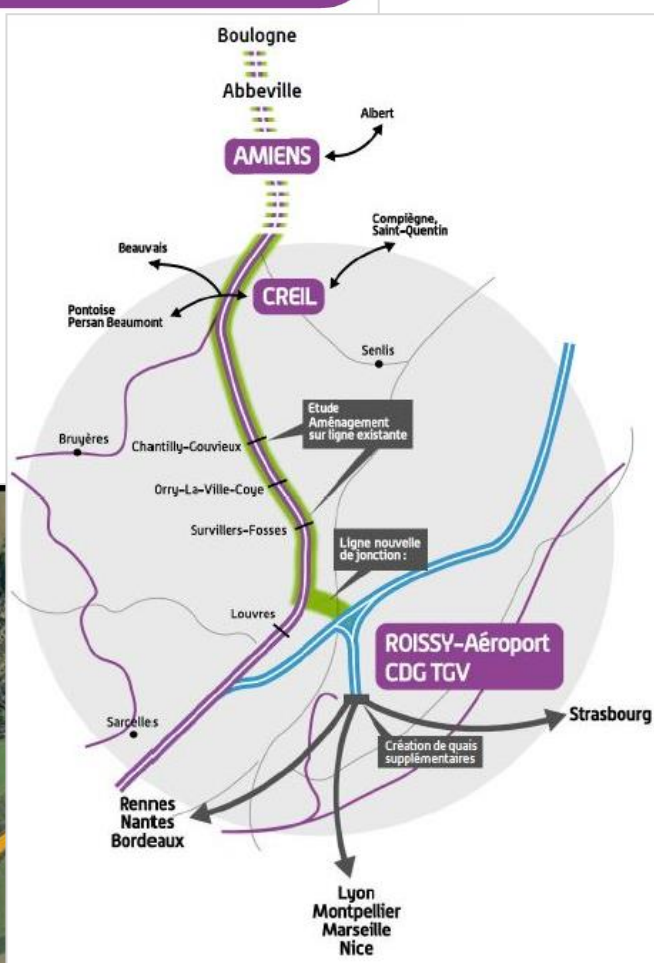 Boulogne
Abbeville
Albert
AMIENS
Compiègne,
Saint-Quentin
Beauvais
CREIL
Pontoise
Persan Beaumont
Senlis
Etude
Aménagement
sur ligne existante
Bruyères
Chantilly-Gouvieux
Orry-La-Ville-Coye
Survillers-Fosses
Ligne nouvelle
de jonction :
Louvres
ROISSY-Aéroport
CDG TGV
Strasbourg
Sarcelles
Création de quais
supplémentaires
Rennes
Nantes
Bordeaux
Lyon
Montpellier
Marseille
Nice